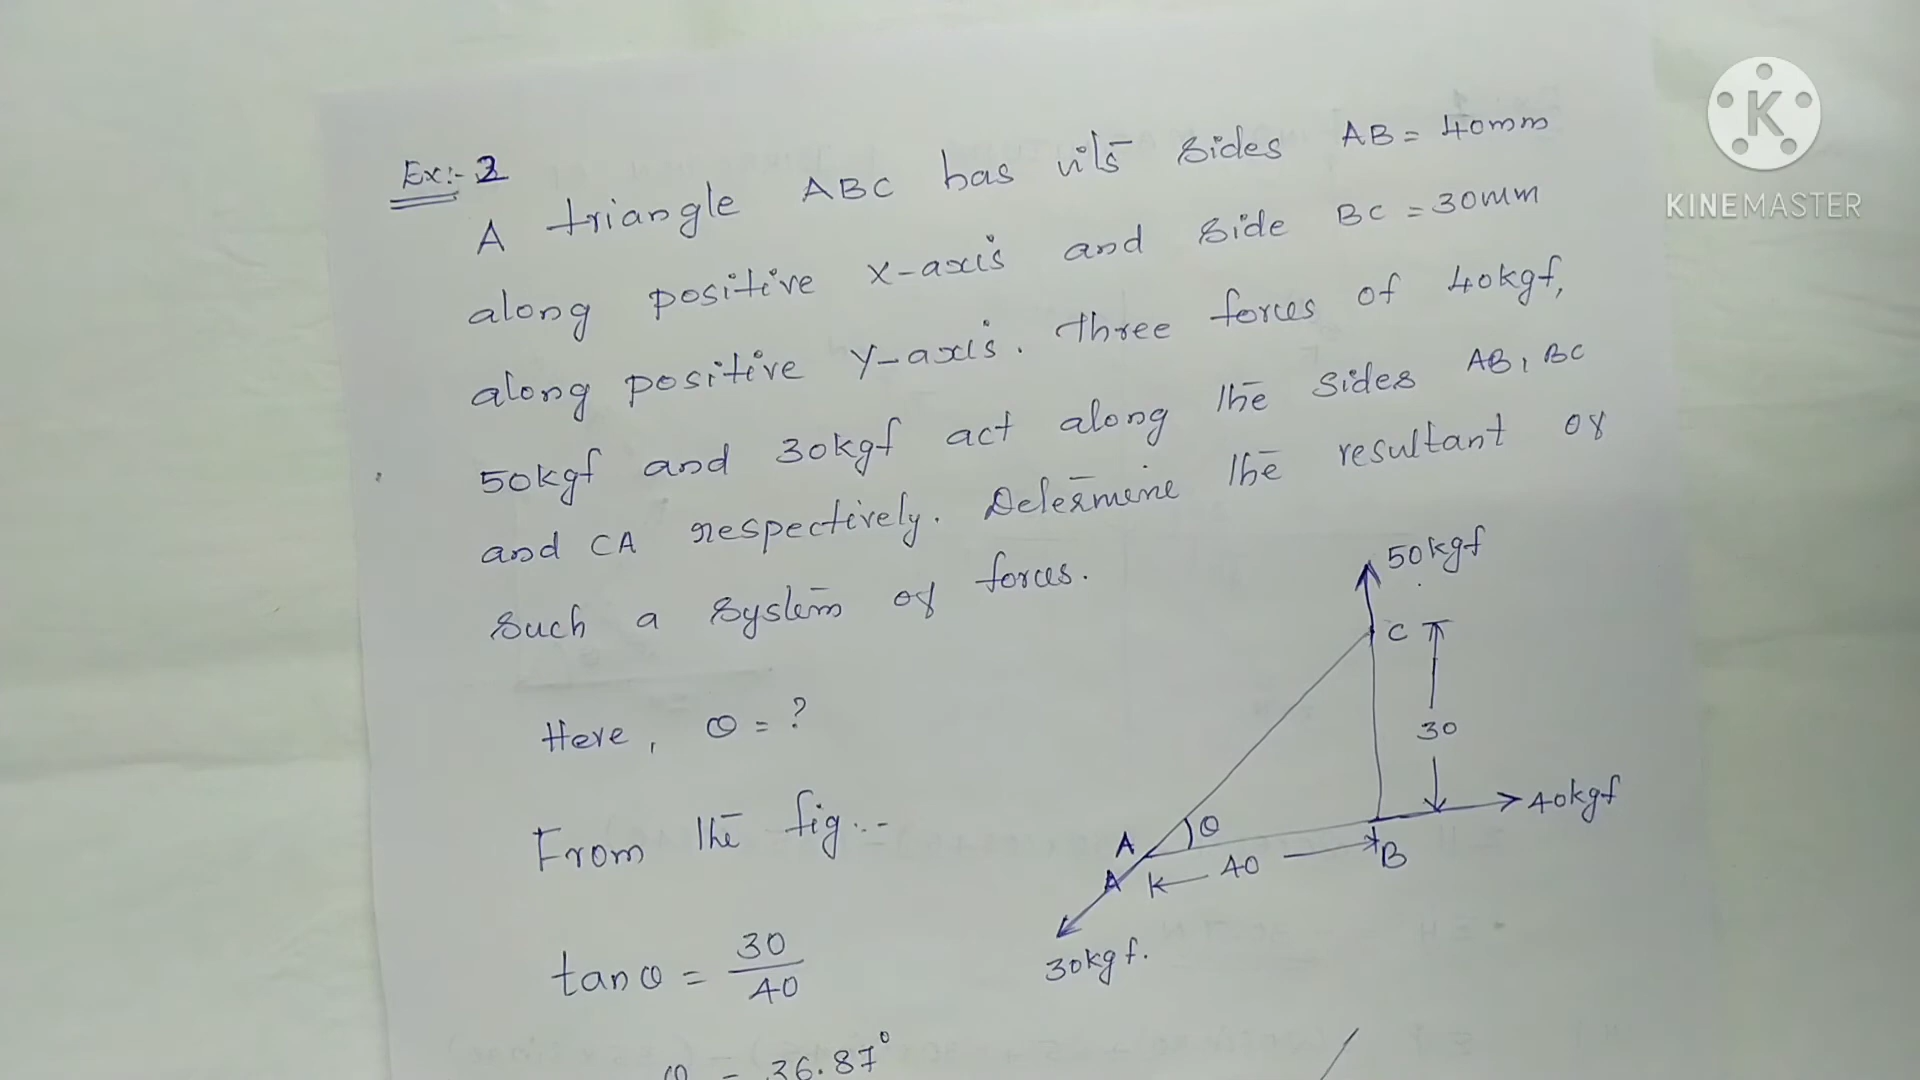 KINEMASTER
Ex:- 2
A triangle ABC has its sides AB = 40mm
along positive X-axis and side BC = 30mm
along positive Y-axis. Three forces of 40kgf,
50kgf and 30kgf act along the sides AB, BC
and CA respectively. Determine the resultant of
such a system of forces.
50kgf
C
30
Here, θ = ?
40kgf
From the fig..-
A θ
40 B
A
30kgf.
tan θ = 30
40
θ = 36.87°